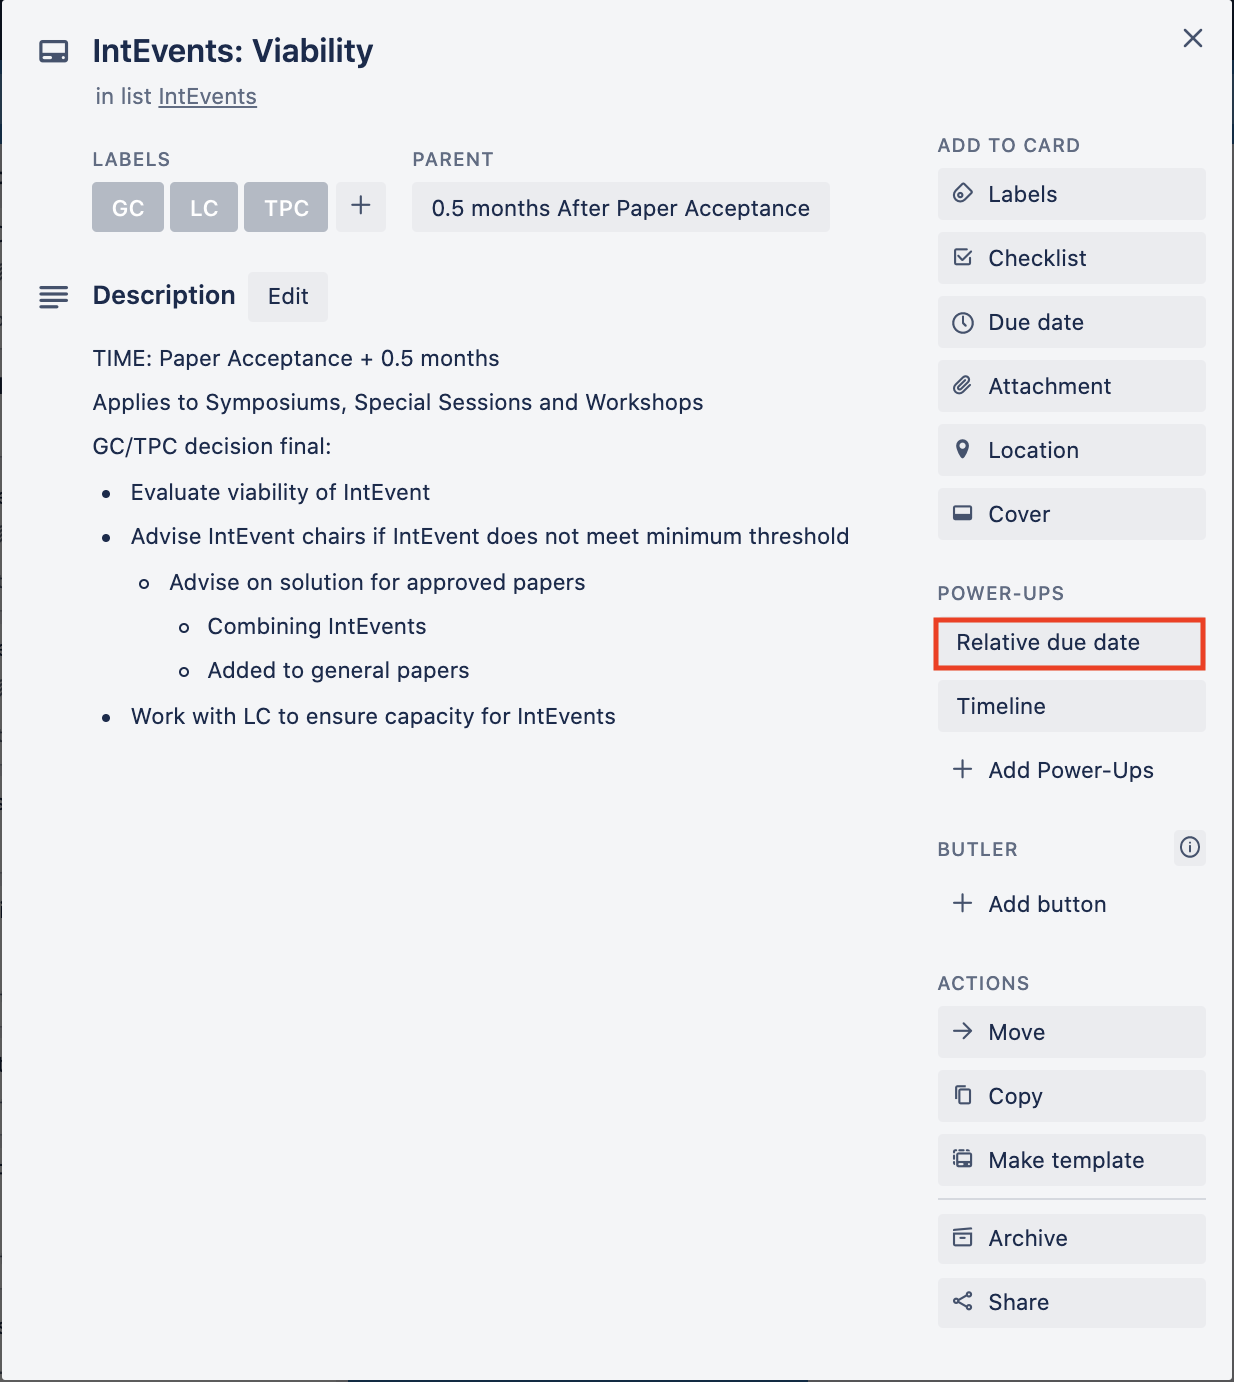 IntEvents: Viability
in list IntEvents
LABELS
GC LC TPC
PARENT
0.5 months After Paper Acceptance
Description Edit
TIME: Paper Acceptance + 0.5 months
Applies to Symposiums, Special Sessions and Workshops
GC/TPC decision final:
Evaluate viability of IntEvent
Advise IntEvent chairs if IntEvent does not meet minimum threshold
Advise on solution for approved papers
Combining IntEvents
Added to general papers
Work with LC to ensure capacity for IntEvents
ADD TO CARD
Labels
Checklist
Due date
Attachment
Location
Cover
POWER-UPS
Relative due date
Timeline
Add Power-Ups
BUTLER
Add button
ACTIONS
Move
Copy
Make template
Archive
Share